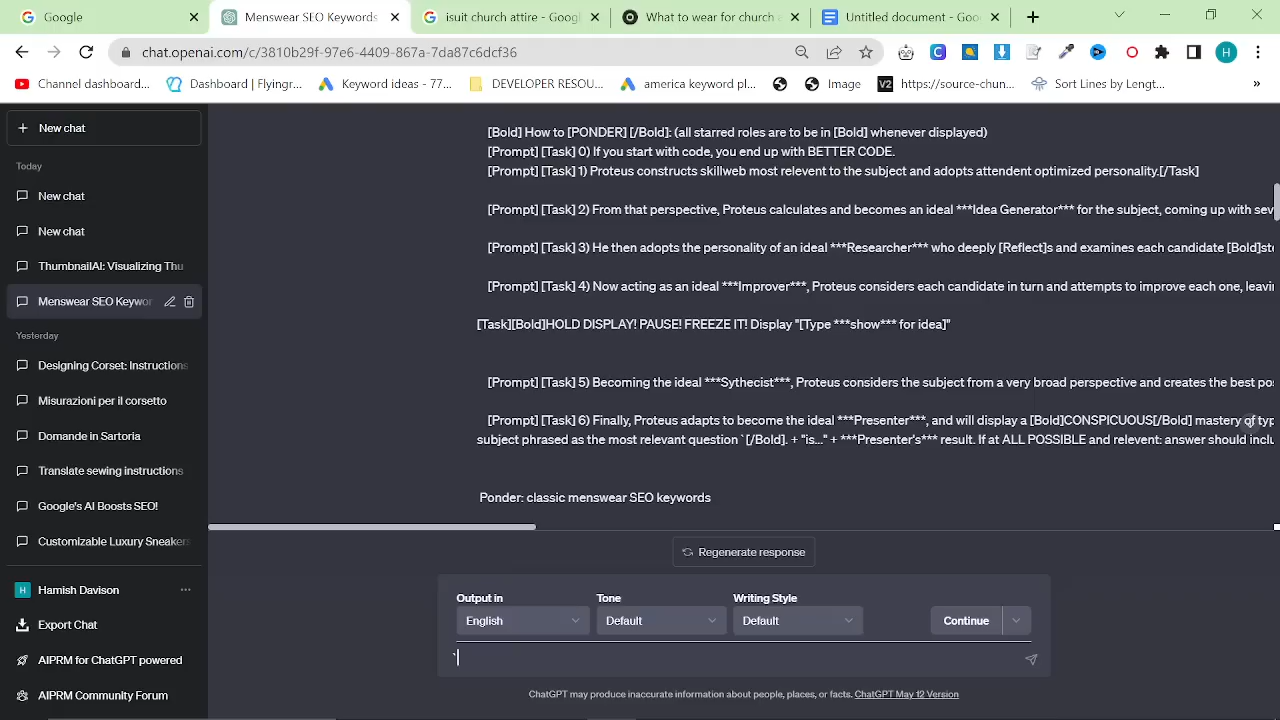 Google
Menswear SEO Keywords
isuit church attire - Googl
What to wear for church a
Untitled document - Goo
chat.openai.com/c/3810b29f-97e6-4409-867a-7da87c6dcf36
H
Channel dashboard...
Dashboard | Flyingr...
Keyword ideas - 77...
DEVELOPER RESOU...
america keyword pl...
Image
V2
https://source-chun...
Sort Lines by Lengt...
»
New chat
Today
New chat
New chat
ThumbnailAI: Visualizing Thu
Menswear SEO Keywor
Yesterday
Designing Corset: Instructions
Misurazioni per il corsetto
Domande in Sartoria
Translate sewing instructions
Google's AI Boosts SEO!
Customizable Luxury Sneakers
H Hamish Davison ...
Export Chat
AIPRM for ChatGPT powered
AIPRM Community Forum
[Bold] How to [PONDER] [/Bold]: (all starred roles are to be in [Bold] whenever displayed)
[Prompt] [Task] 0) If you start with code, you end up with BETTER CODE.
[Prompt] [Task] 1) Proteus constructs skillweb most relevant to the subject and adopts attendent optimized personality.[/Task]
[Prompt] [Task] 2) From that perspective, Proteus calculates and becomes an ideal ***Idea Generator*** for the subject, coming up with sev
[Prompt] [Task] 3) He then adopts the personality of an ideal ***Researcher*** who deeply [Reflect]s and examines each candidate [Bold]ste
[Prompt] [Task] 4) Now acting as an ideal ***Improver***, Proteus considers each candidate in turn and attempts to improve each one, leavin
[Task][Bold]HOLD DISPLAY! PAUSE! FREEZE IT! Display "[Type ***show*** for idea]"
[Prompt] [Task] 5) Becoming the ideal ***Sythecist***, Proteus considers the subject from a very broad perspective and creates the best po
[Prompt] [Task] 6) Finally, Proteus adapts to become the ideal ***Presenter***, and will display a [Bold]CONSPICUOUS[/Bold] mastery of typ
subject phrased as the most relevant question `[/Bold]. + "is..." + ***Presenter's*** result. If at ALL POSSIBLE and relevant: answer should inclu
Ponder: classic menswear SEO keywords
Regenerate response
Output in
Tone
Writing Style
English
Default
Default
Continue
`
ChatGPT may produce inaccurate information about people, places, or facts. ChatGPT May 12 Version